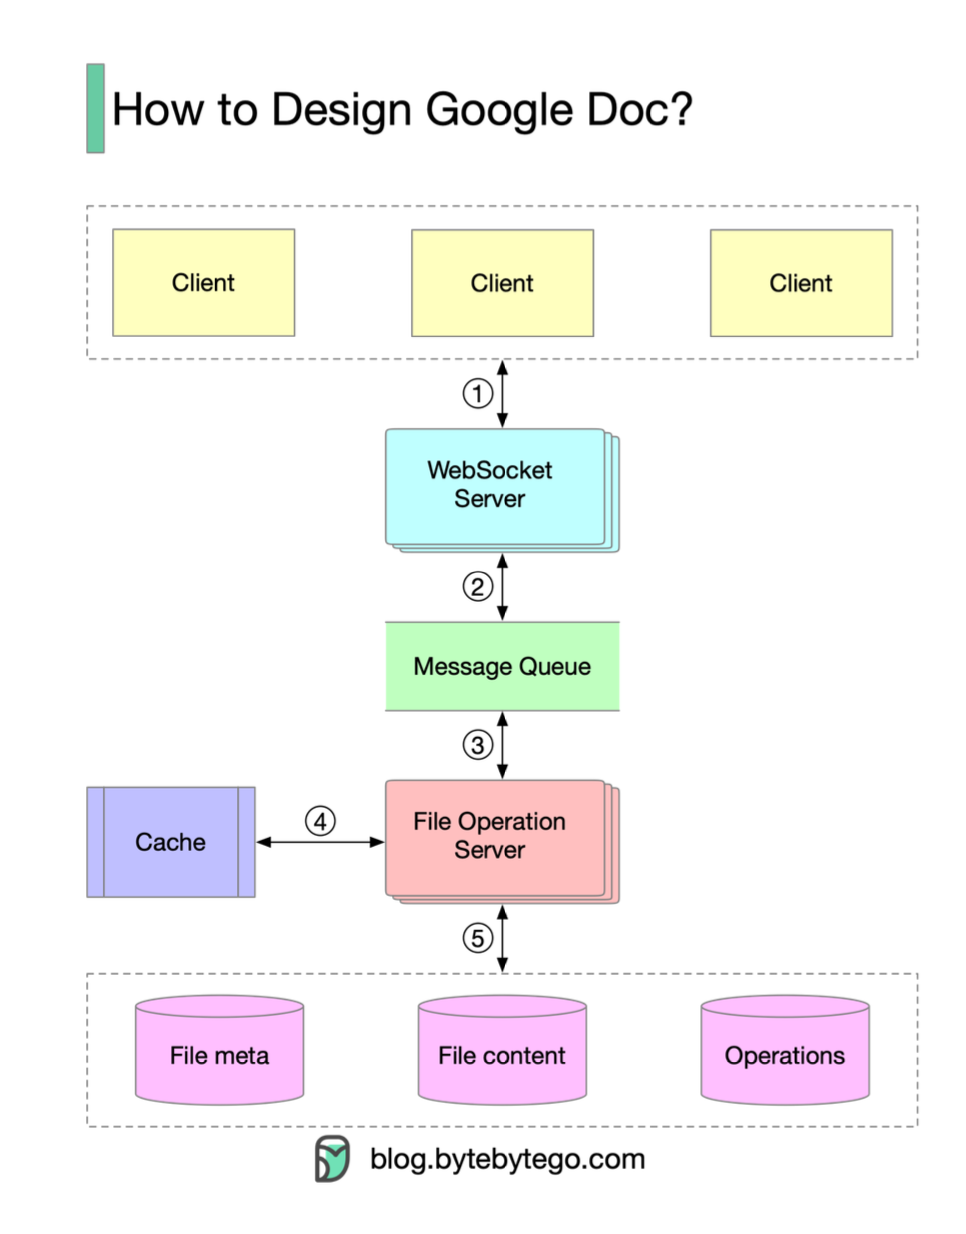 How to Design Google Doc?
Client
Client
Client
1
WebSocket
Server
2
Message Queue
3
File Operation
Server
4
Cache
5
File meta
File content
Operations
blog.bytebytego.com